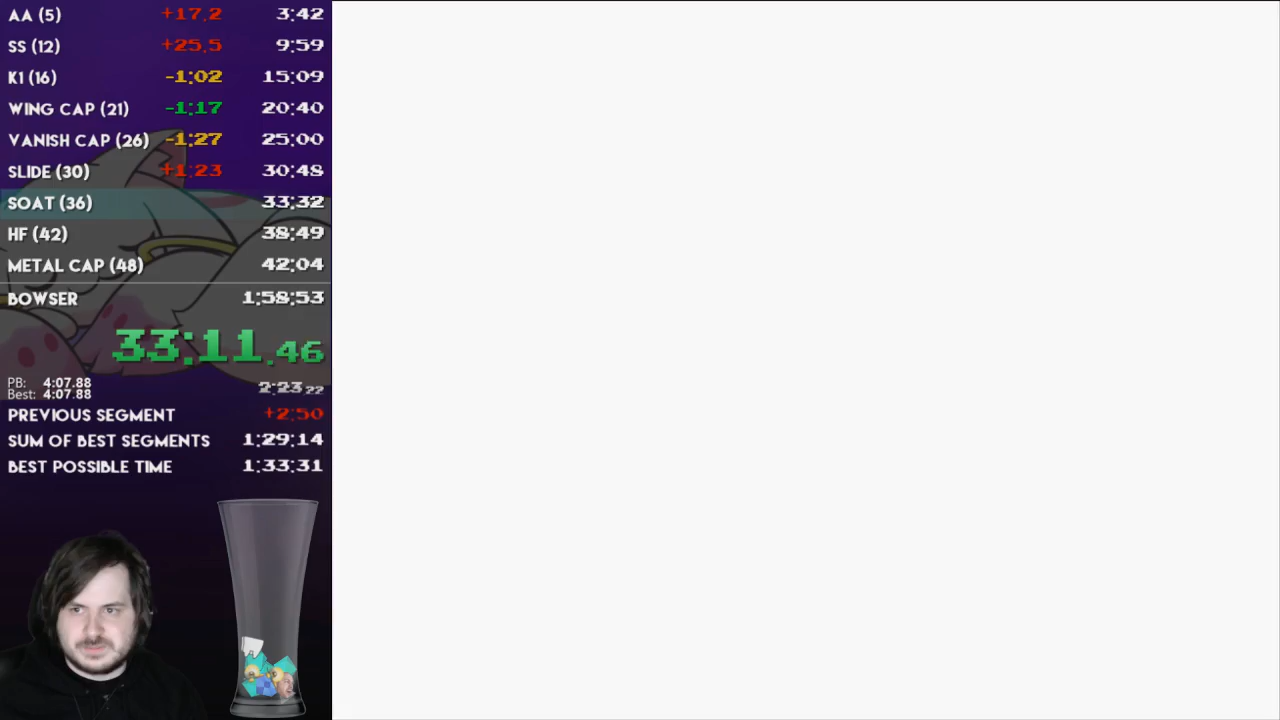 AA (5) +17.2 3:42
SS (12) +25.5 9:59
K1 (16) -1:02 15:09
WING CAP (21) -1:17 20:40
VANISH CAP (26) -1:27 25:00
SLIDE (30) +1:23 30:48
SOAT (36) 33:32
HF (42) 38:49
METAL CAP (48) 42:04
BOWSER 1:58:53
33:11.46
PB: 4:07.88
Best: 4:07.88 2:23.22
PREVIOUS SEGMENT +2:50
SUM OF BEST SEGMENTS 1:29:14
BEST POSSIBLE TIME 1:33:31